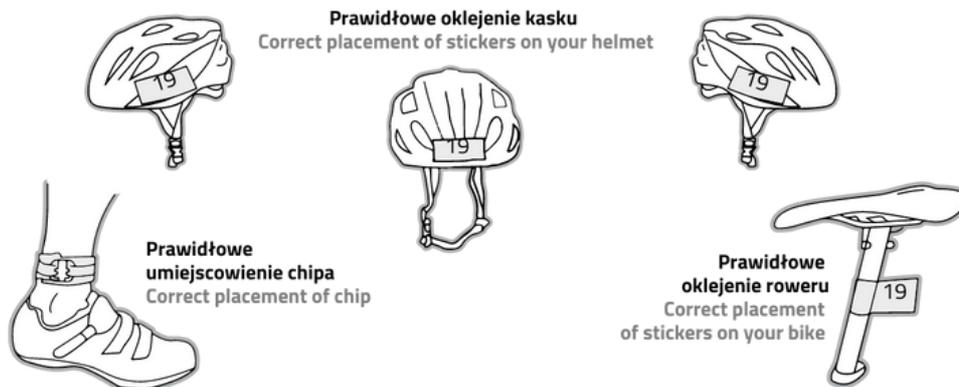 Prawidłowe oklejenie kasku
Correct placement of stickers on your helmet
19
19
19
Prawidłowe
umiejscowienie chipa
Correct placement of chip
Prawidłowe
oklejenie roweru
Correct placement
of stickers on your bike
19